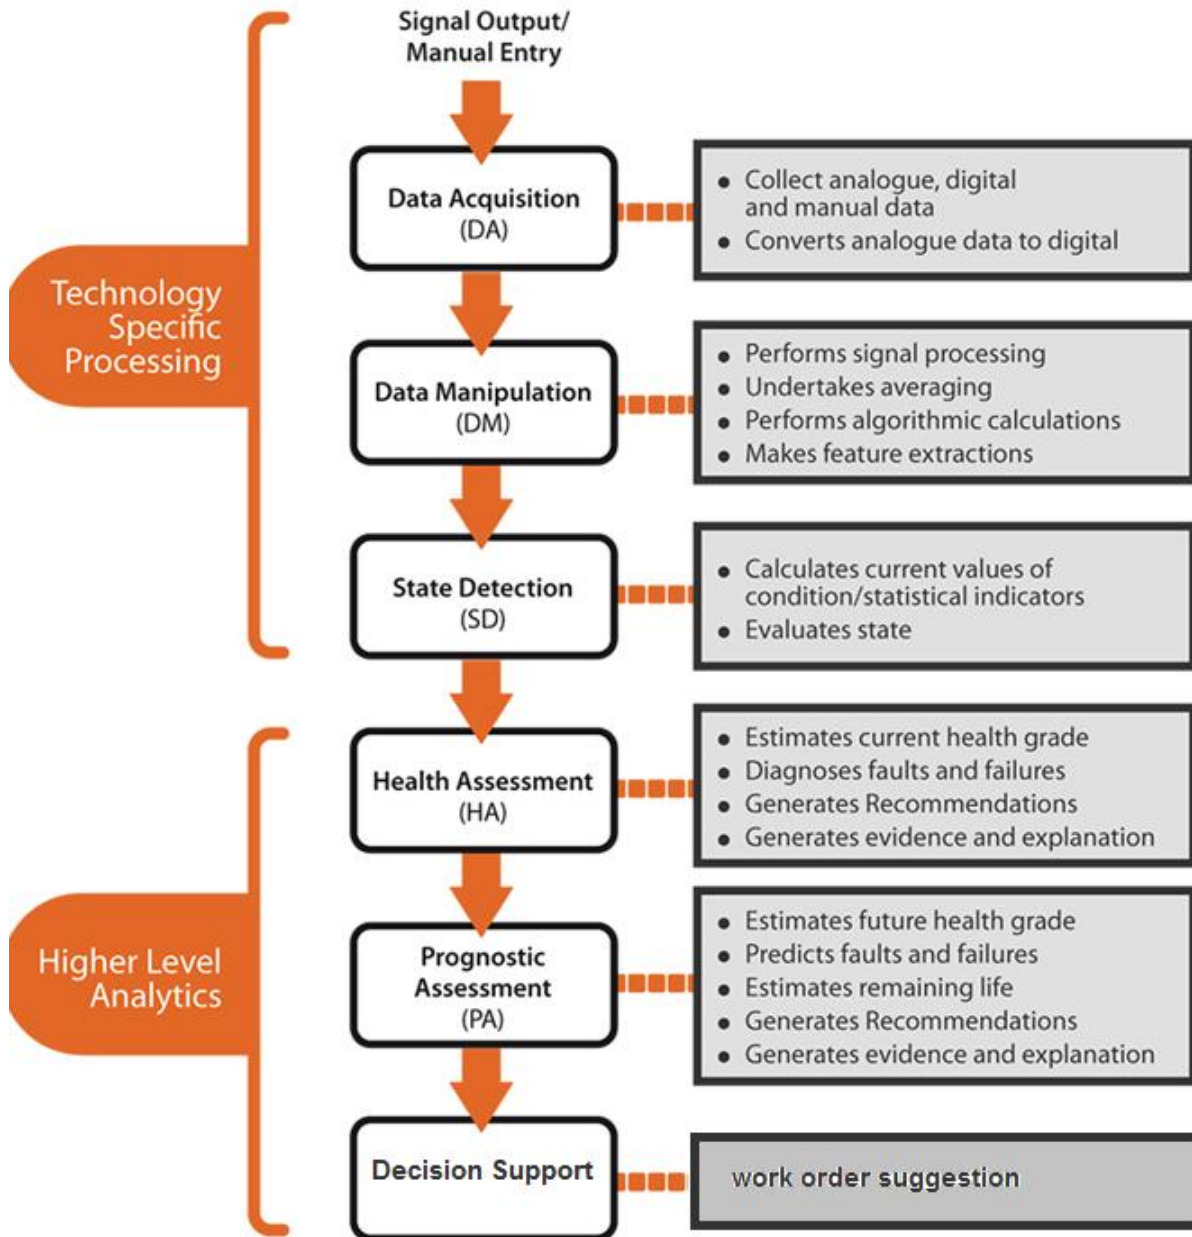 Signal Output/
Manual Entry
Technology
Specific
Processing
Data Acquisition
(DA)
• Collect analogue, digital
and manual data
• Converts analogue data to digital
Data Manipulation
(DM)
• Performs signal processing
• Undertakes averaging
• Performs algorithmic calculations
• Makes feature extractions
State Detection
(SD)
• Calculates current values of
condition/statistical indicators
• Evaluates state
Higher Level
Analytics
Health Assessment
(HA)
• Estimates current health grade
• Diagnoses faults and failures
• Generates Recommendations
• Generates evidence and explanation
Prognostic
Assessment
(PA)
• Estimates future health grade
• Predicts faults and failures
• Estimates remaining life
• Generates Recommendations
• Generates evidence and explanation
Decision Support
work order suggestion